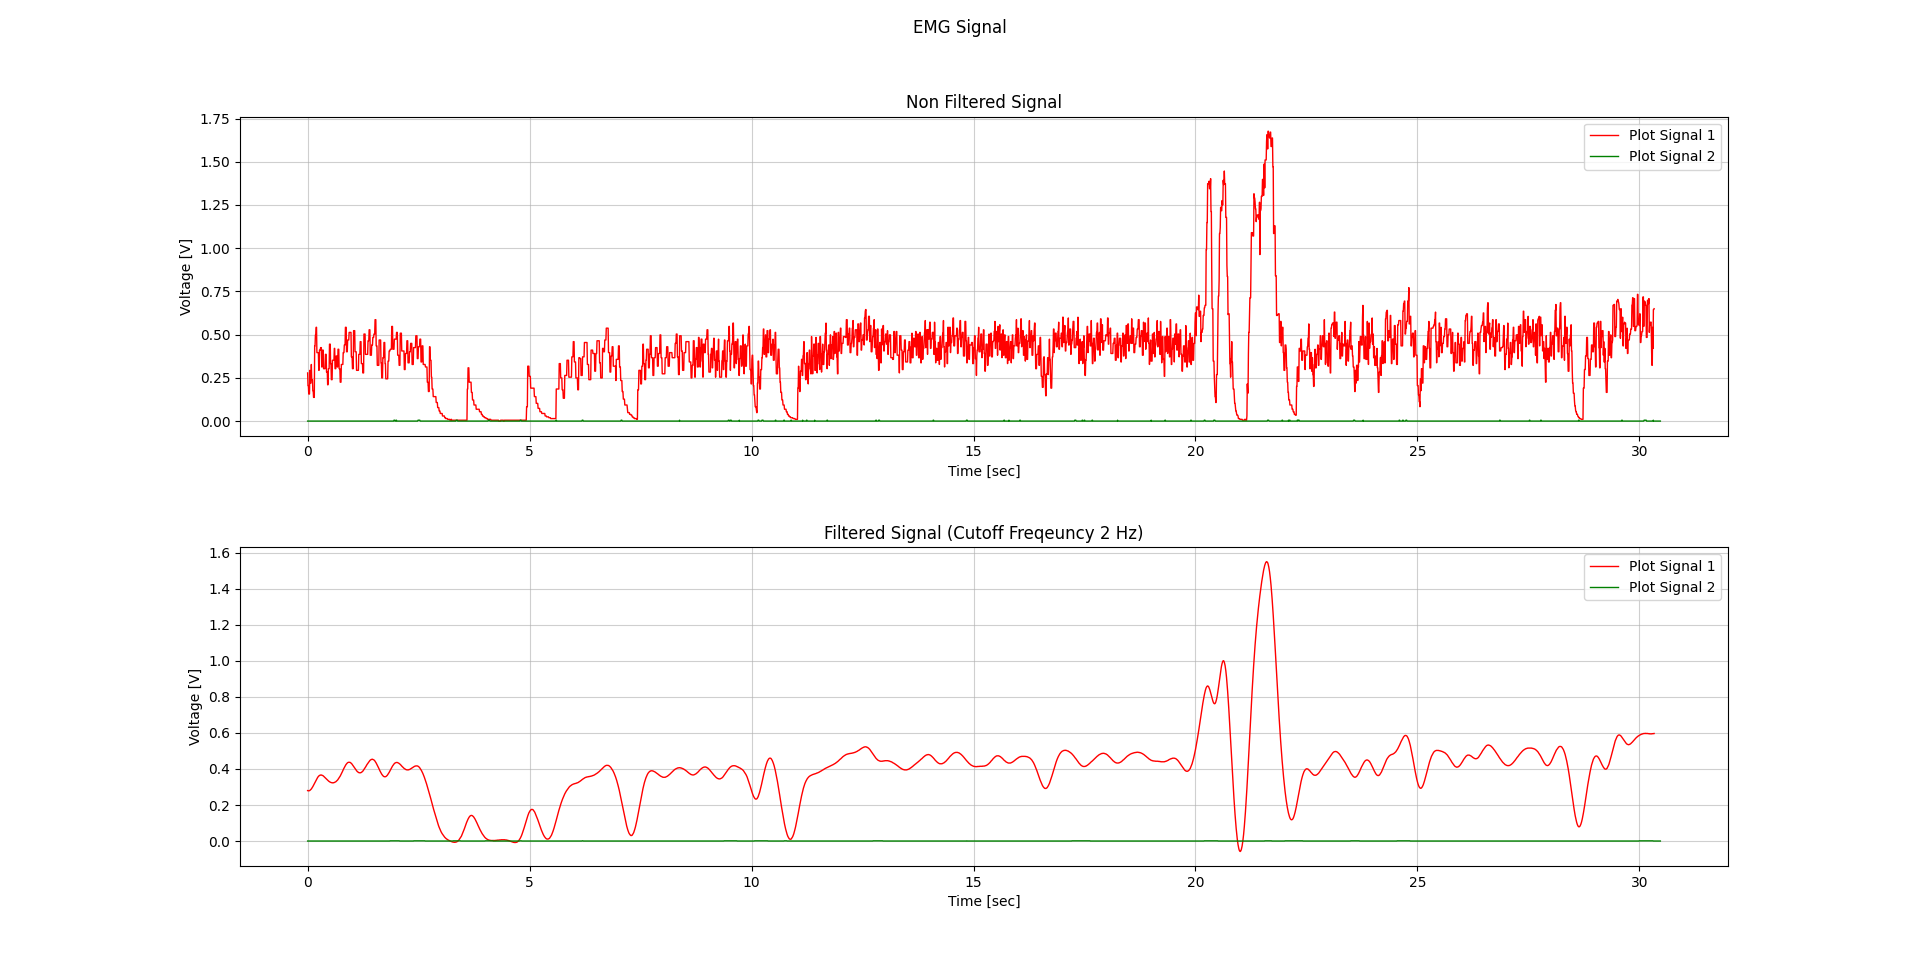 EMG Signal
Non Filtered Signal
Voltage [V]
1.75
1.50
1.25
1.00
0.75
0.50
0.25
0.00
Plot Signal 1
Plot Signal 2
0 5 10 15 20 25 30
Time [sec]
Filtered Signal (Cutoff Freqeuncy 2 Hz)
Voltage [V]
1.6
1.4
1.2
1.0
0.8
0.6
0.4
0.2
0.0
Plot Signal 1
Plot Signal 2
0 5 10 15 20 25 30
Time [sec]